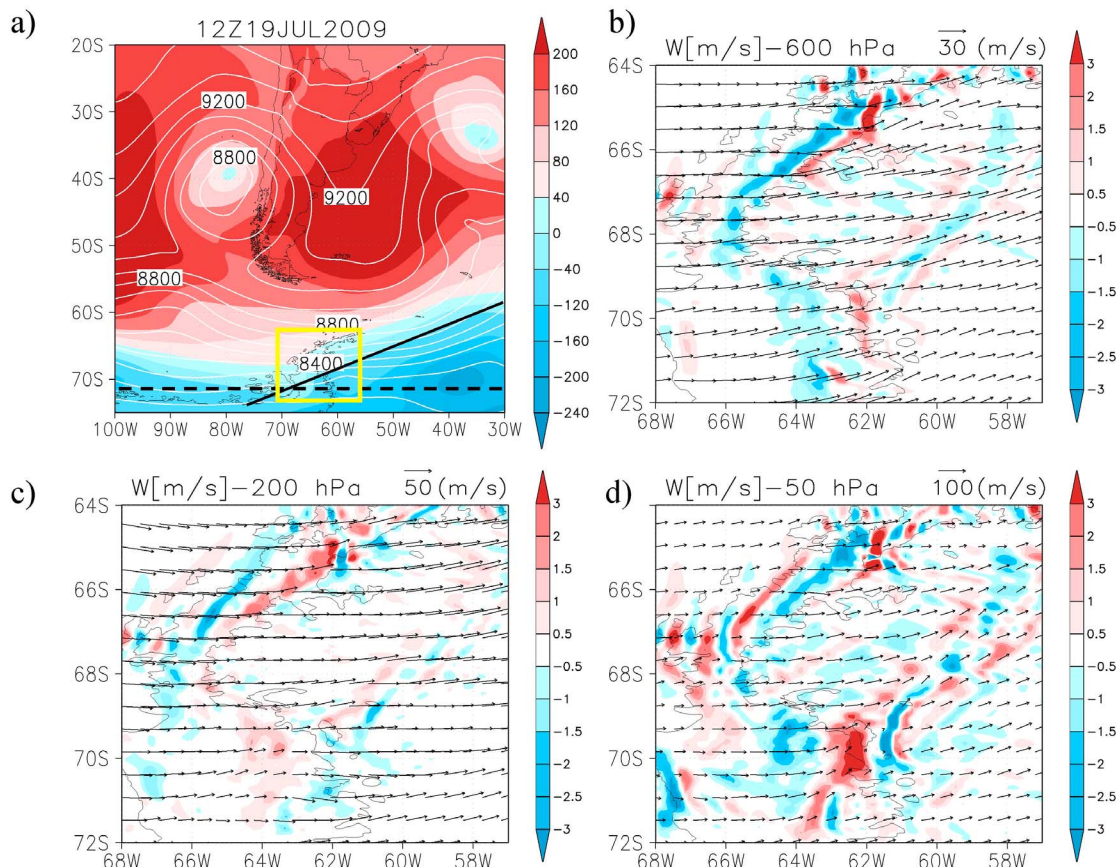 a)
12Z19JUL2009
20S
30S
40S
50S
60S
70S
9200
8800
9200
8800
8800
8400
100W 90W 80W 70W 60W 50W 40W 30W
200
160
120
80
40
0
-40
-80
-120
-160
-200
-240
b)
W[m/s]-600 hPa 30 (m/s)
64S
66S
68S
70S
72S
68W 66W 64W 62W 60W 58W
3
2
1.5
1
0.5
-0.5
-1
-1.5
-2
-2.5
-3
c)
W[m/s]-200 hPa 50 (m/s)
64S
66S
68S
70S
72S
68W 66W 64W 62W 60W 58W
3
2
1.5
1
0.5
-0.5
-1
-1.5
-2
-2.5
-3
d)
W[m/s]-50 hPa 100 (m/s)
64S
66S
68S
70S
72S
68W 66W 64W 62W 60W 58W
3
2
1.5
1
0.5
-0.5
-1
-1.5
-2
-2.5
-3